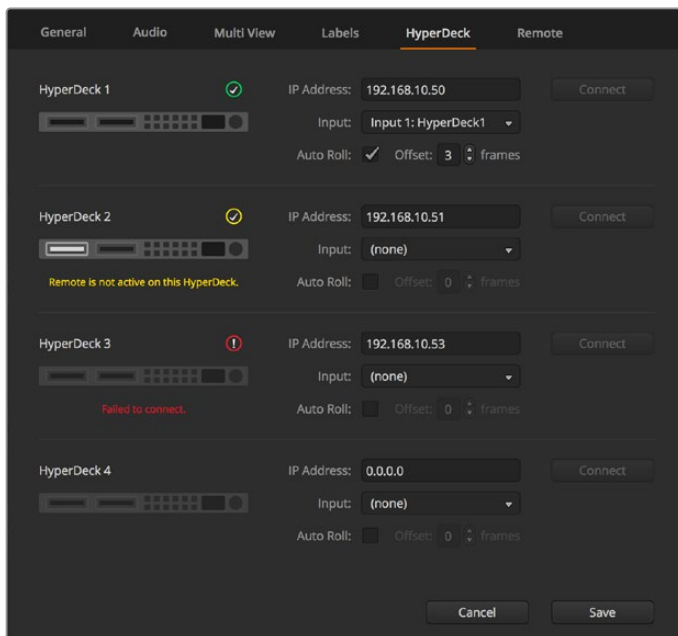 General Audio Multi View Labels HyperDeck Remote
HyperDeck 1 IP Address: 192.168.10.50 Connect
Input: Input 1: HyperDeck1
Auto Roll: Offset: 3 frames
HyperDeck 2 IP Address: 192.168.10.51 Connect
Input: (none)
Remote is not active on this HyperDeck.
Auto Roll: Offset: 0 frames
HyperDeck 3 IP Address: 192.168.10.53 Connect
Input: (none)
Failed to connect.
Auto Roll: Offset: 0 frames
HyperDeck 4 IP Address: 0.0.0.0 Connect
Input: (none)
Auto Roll: Offset: 0 frames
Cancel Save